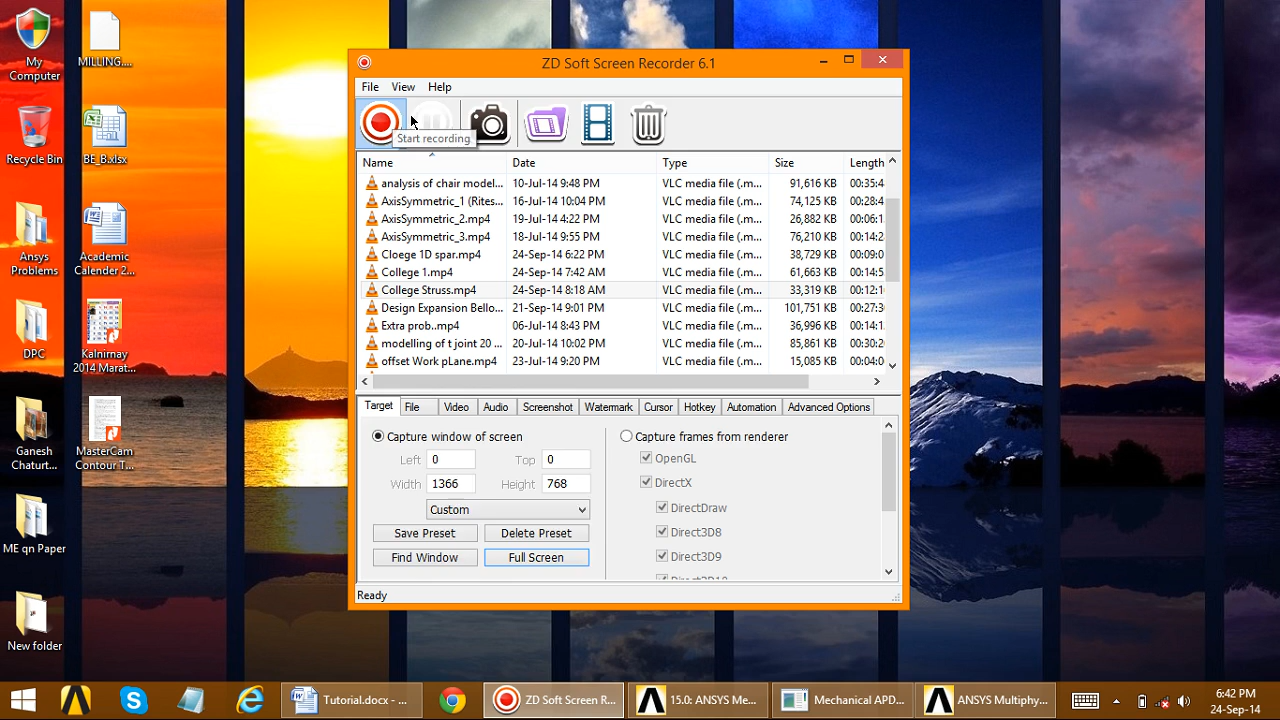 My Computer
MILLING....
Recycle Bin
BE_B.xlsx
Ansys Problems
Academic Calender 2...
DPC
Kalnirnay 2014 Marat...
Ganesh Chaturt...
MasterCam Contour T...
ME qn Paper
New folder
ZD Soft Screen Recorder 6.1
File View Help
Start recording
Name Date Type Size Length
analysis of chair model... 10-Jul-14 9:48 PM VLC media file (.m... 91,616 KB 00:35:4
AxisSymmetric_1 (Rites... 16-Jul-14 10:04 PM VLC media file (.m... 74,125 KB 00:28:4
AxisSymmetric_2.mp4 19-Jul-14 4:22 PM VLC media file (.m... 26,882 KB 00:06:1
AxisSymmetric_3.mp4 18-Jul-14 9:55 PM VLC media file (.m... 76,210 KB 00:14:2
Cloege 1D spar.mp4 24-Sep-14 6:22 PM VLC media file (.m... 38,729 KB 00:09:0
College 1.mp4 24-Sep-14 7:42 AM VLC media file (.m... 61,663 KB 00:14:5
College Struss.mp4 24-Sep-14 8:18 AM VLC media file (.m... 33,319 KB 00:12:1
Design Expansion Bello... 21-Sep-14 9:01 PM VLC media file (.m... 101,751 KB 00:27:3
Extra prob..mp4 06-Jul-14 8:43 PM VLC media file (.m... 36,996 KB 00:14:1
modelling of t joint 20 ... 20-Jul-14 10:02 PM VLC media file (.m... 85,861 KB 00:30:2
offset Work pLane.mp4 23-Jul-14 9:20 PM VLC media file (.m... 15,085 KB 00:04:0
Target File Video Audio Screenshot Watermark Cursor Hotkey Automation Advanced Options
Capture window of screen
Left 0 Top 0
Width 1366 Height 768
Custom
Save Preset Delete Preset
Find Window Full Screen
Capture frames from renderer
OpenGL
DirectX
DirectDraw
Direct3D8
Direct3D9
Direct3D10
Ready
Tutorial.docx - ...
ZD Soft Screen R...
15.0: ANSYS Me...
Mechanical APD...
ANSYS Multiphy...
6:42 PM
24-Sep-14